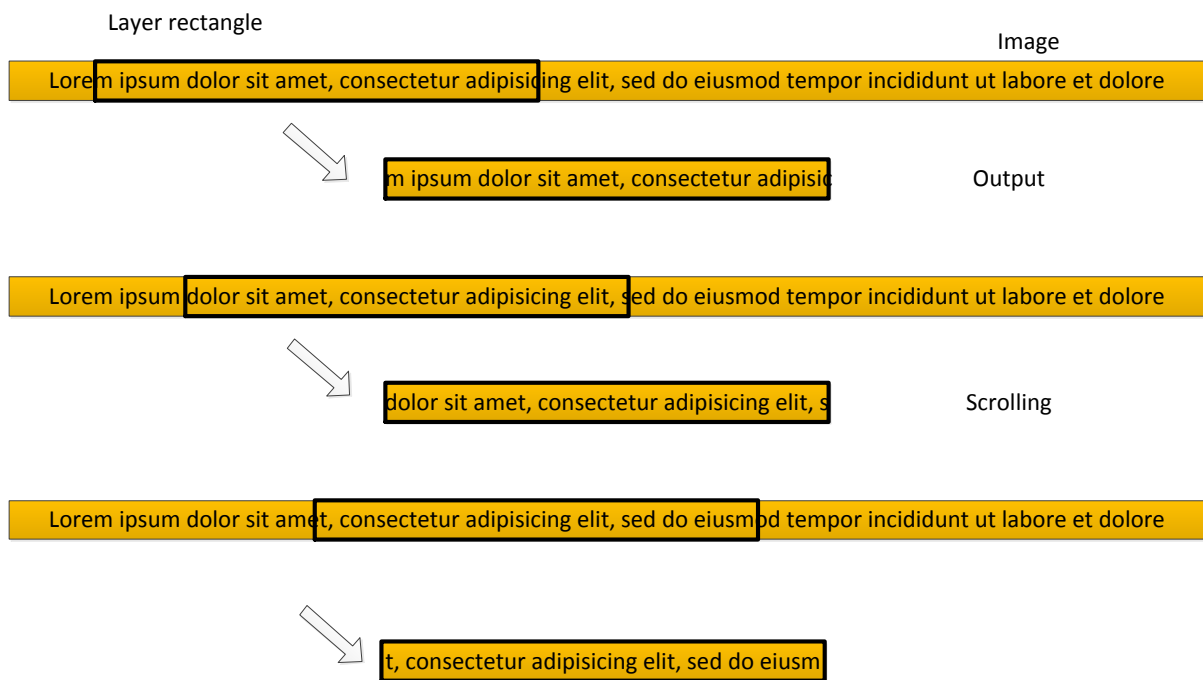 Layer rectangle
Image
Lorem ipsum dolor sit amet, consectetur adipisicing elit, sed do eiusmod tempor incididunt ut labore et dolore
m ipsum dolor sit amet, consectetur adipisic
Output
Lorem ipsum dolor sit amet, consectetur adipisicing elit, sed do eiusmod tempor incididunt ut labore et dolore
dolor sit amet, consectetur adipisicing elit, s
Scrolling
Lorem ipsum dolor sit amet, consectetur adipisicing elit, sed do eiusmod tempor incididunt ut labore et dolore
t, consectetur adipisicing elit, sed do eiusm